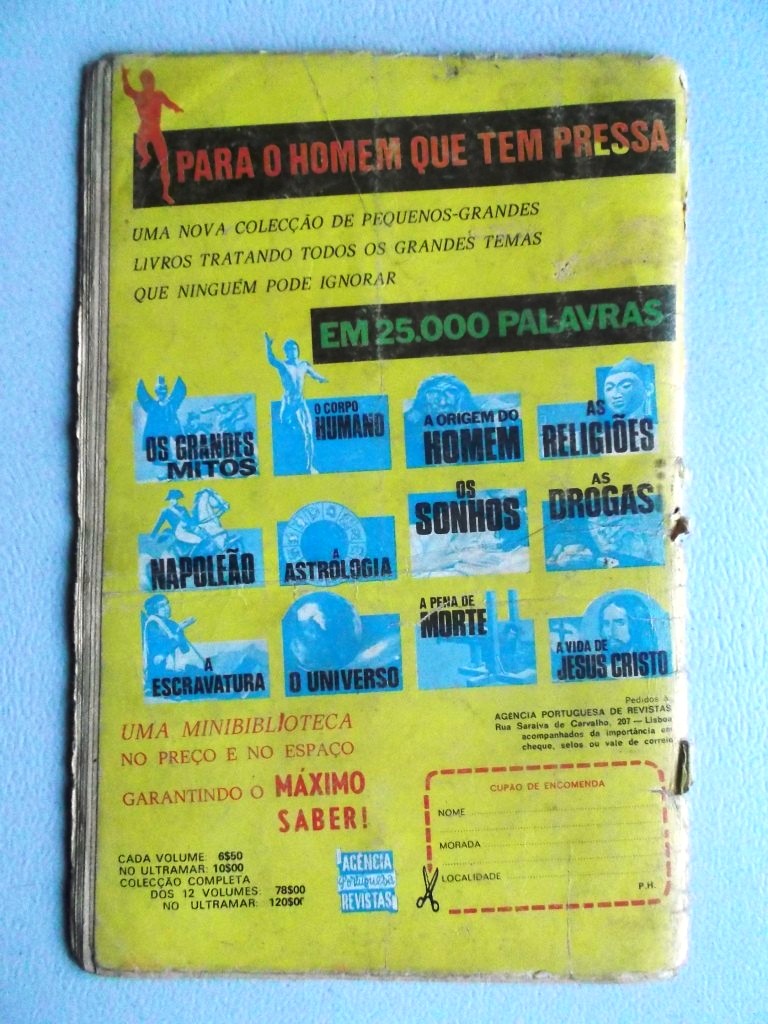 PARA O HOMEM QUE TEM PRESSA
UMA NOVA COLECÇÃO DE PEQUENOS-GRANDES
LIVROS TRATANDO TODOS OS GRANDES TEMAS
QUE NINGUÉM PODE IGNORAR
EM 25.000 PALAVRAS
OS GRANDES
MITOS
O CORPO
HUMANO
A ORIGEM DO
HOMEM
AS
RELIGIÕES
NAPOLEÃO
A
ASTROLOGIA
OS
SONHOS
AS
DROGAS
A
ESCRAVATURA
O UNIVERSO
A PENA DE
MORTE
A VIDA DE
JESUS CRISTO
UMA MINIBIBLIOTECA
NO PREÇO E NO ESPAÇO
GARANTINDO O MÁXIMO
SABER!
Pedidos à
AGENCIA PORTUGUESA DE REVISTAS
Rua Saraiva de Carvalho, 207 — Lisboa
acompanhados da importância em
cheque, selos ou vale de correio
CADA VOLUME: 6$50
NO ULTRAMAR: 10$00
COLECÇÃO COMPLETA
DOS 12 VOLUMES: 78$00
NO ULTRAMAR: 120$00
AGÊNCIA
portuguesa
REVISTAS
CUPÃO DE ENCOMENDA
NOME
MORADA
LOCALIDADE
P.H.